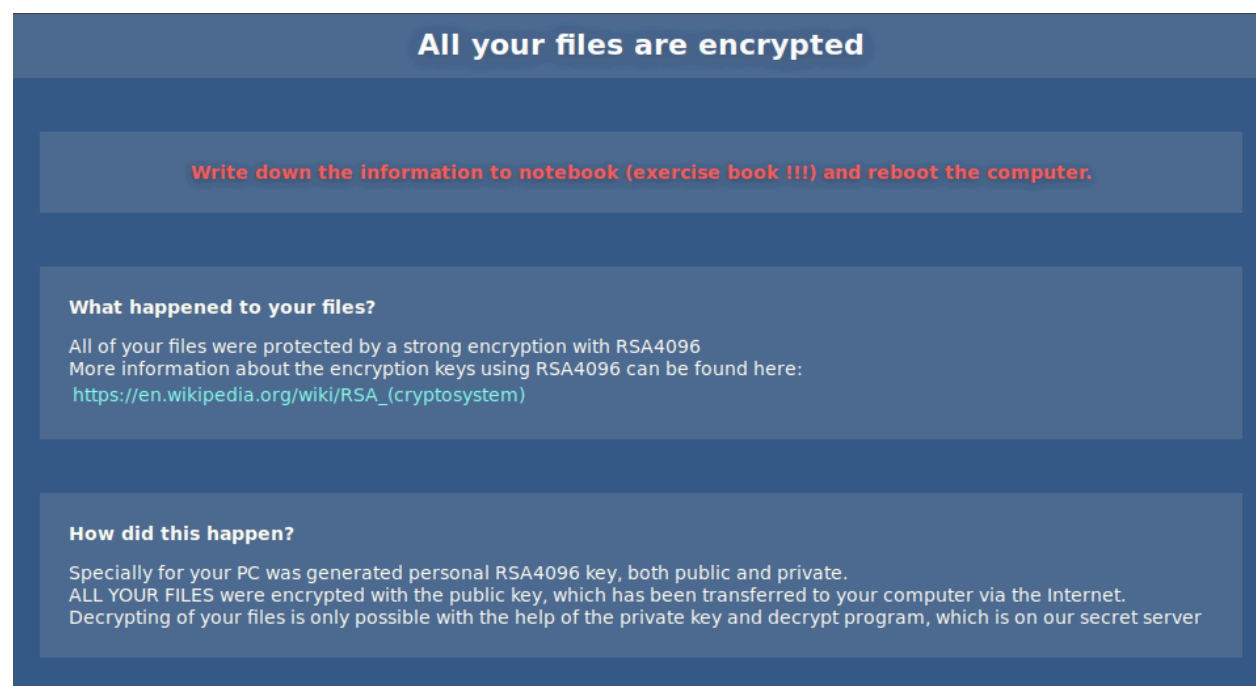 All your files are encrypted
Write down the information to notebook (exercise book !!!) and reboot the computer.
What happened to your files?
All of your files were protected by a strong encryption with RSA4096
More information about the encryption keys using RSA4096 can be found here:
https://en.wikipedia.org/wiki/RSA_(cryptosystem)
How did this happen?
Specially for your PC was generated personal RSA4096 key, both public and private.
ALL YOUR FILES were encrypted with the public key, which has been transferred to your computer via the Internet.
Decrypting of your files is only possible with the help of the private key and decrypt program, which is on our secret server